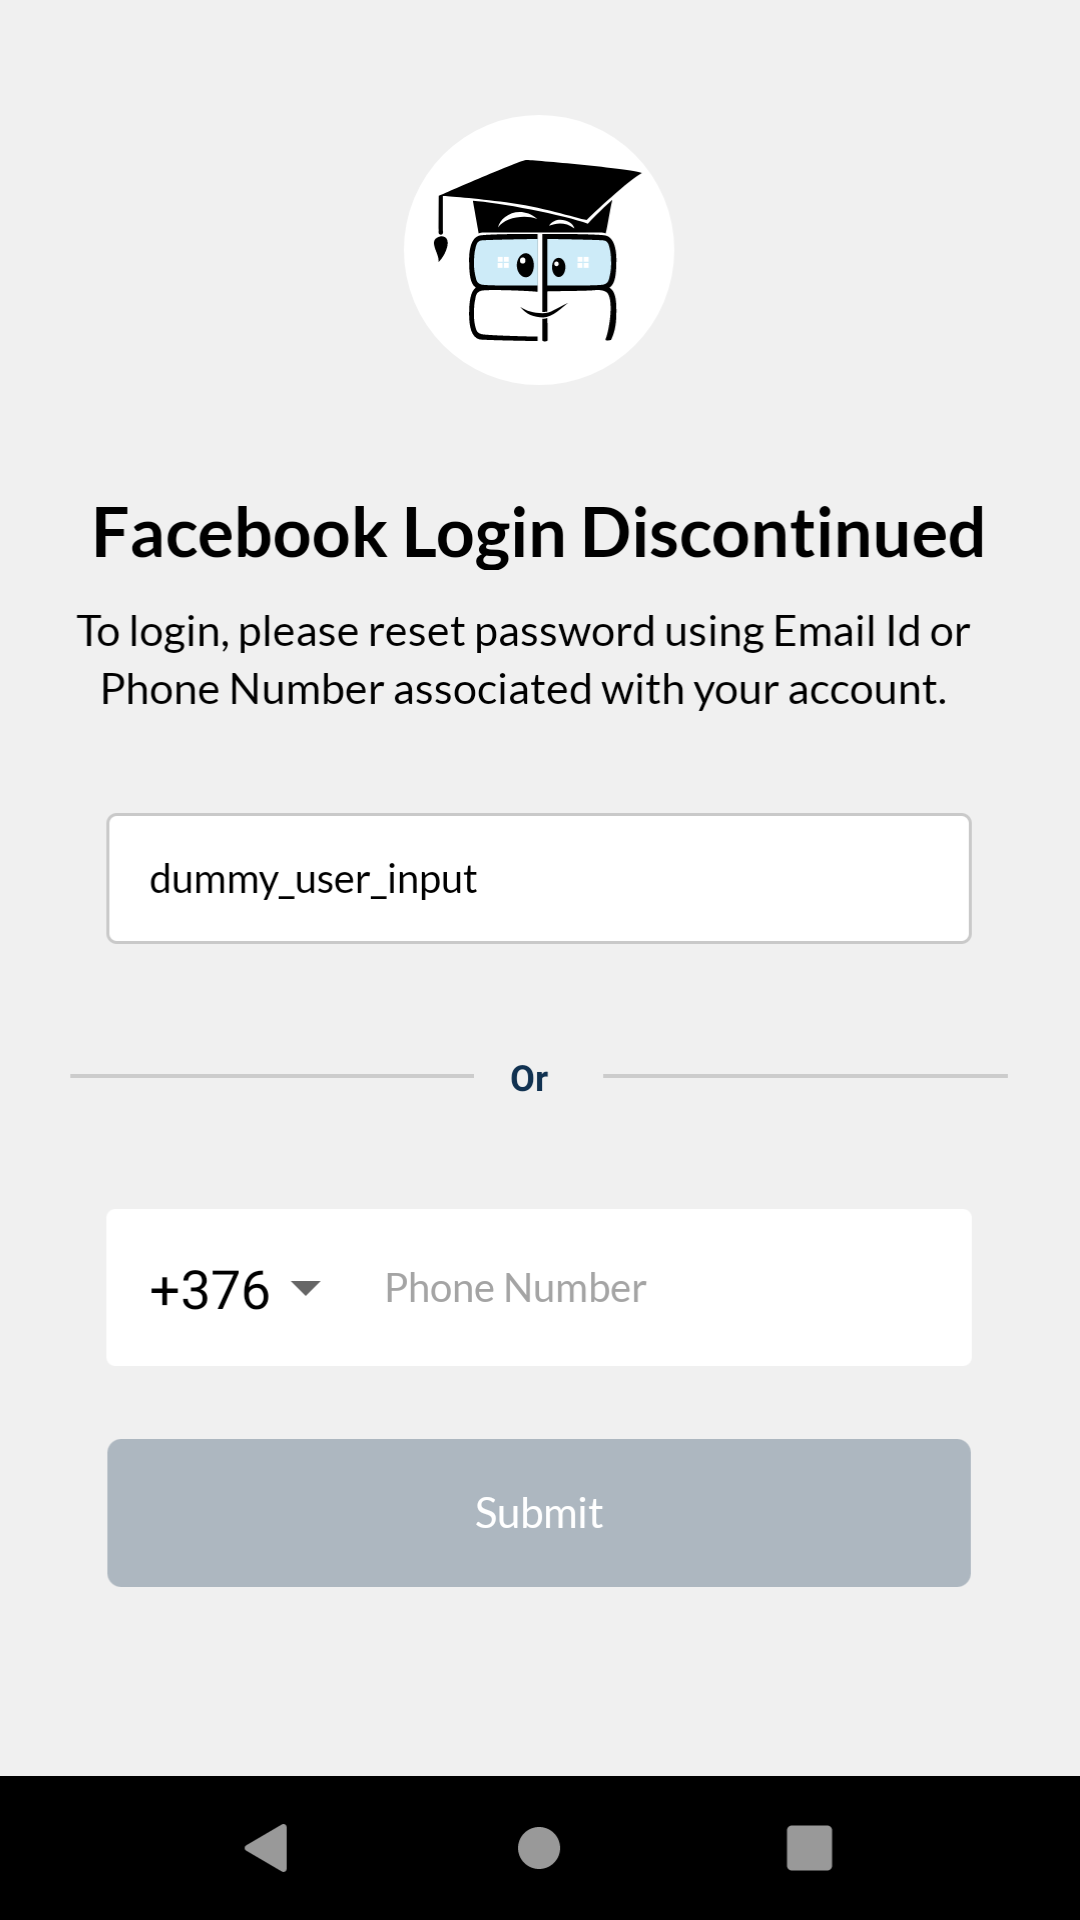 Facebook Login Discontinued
To login, please reset password using Email Id or
Phone Number associated with your account.
dummy_user_input
Or
+376 Phone Number
Submit